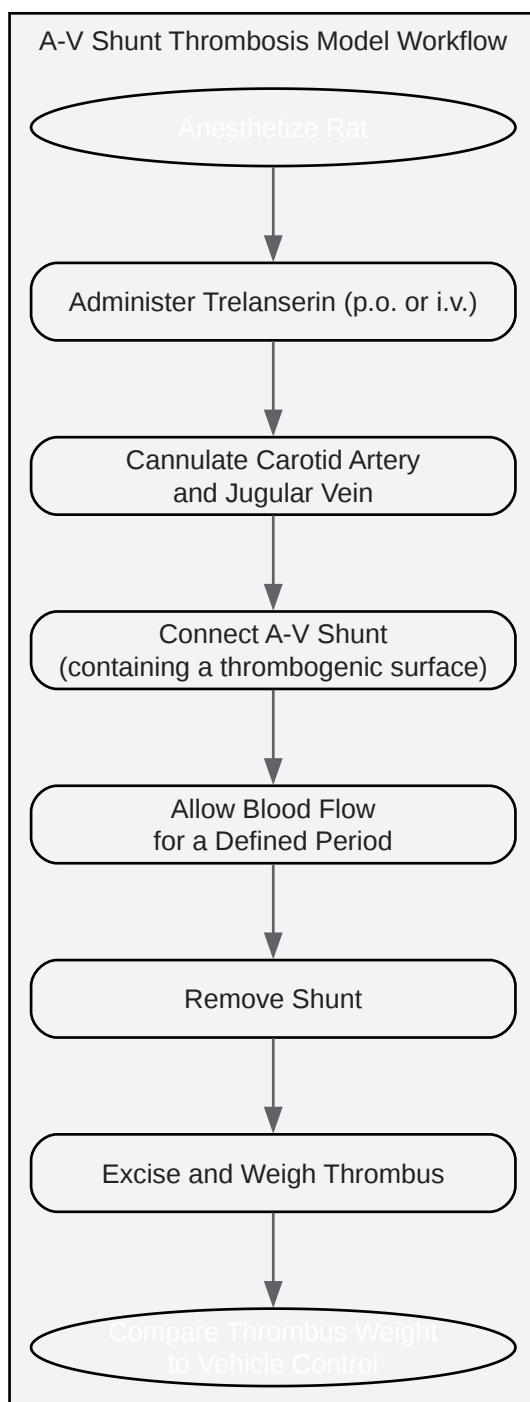 A-V Shunt Thrombosis Model Workflow
Anesthetize Rat
Administer Trelanserin (p.o. or i.v.)
Cannulate Carotid Artery
and Jugular Vein
Connect A-V Shunt
(containing a thrombogenic surface)
Allow Blood Flow
for a Defined Period
Remove Shunt
Excise and Weigh Thrombus
Compare Thrombus Weight
to Vehicle Control